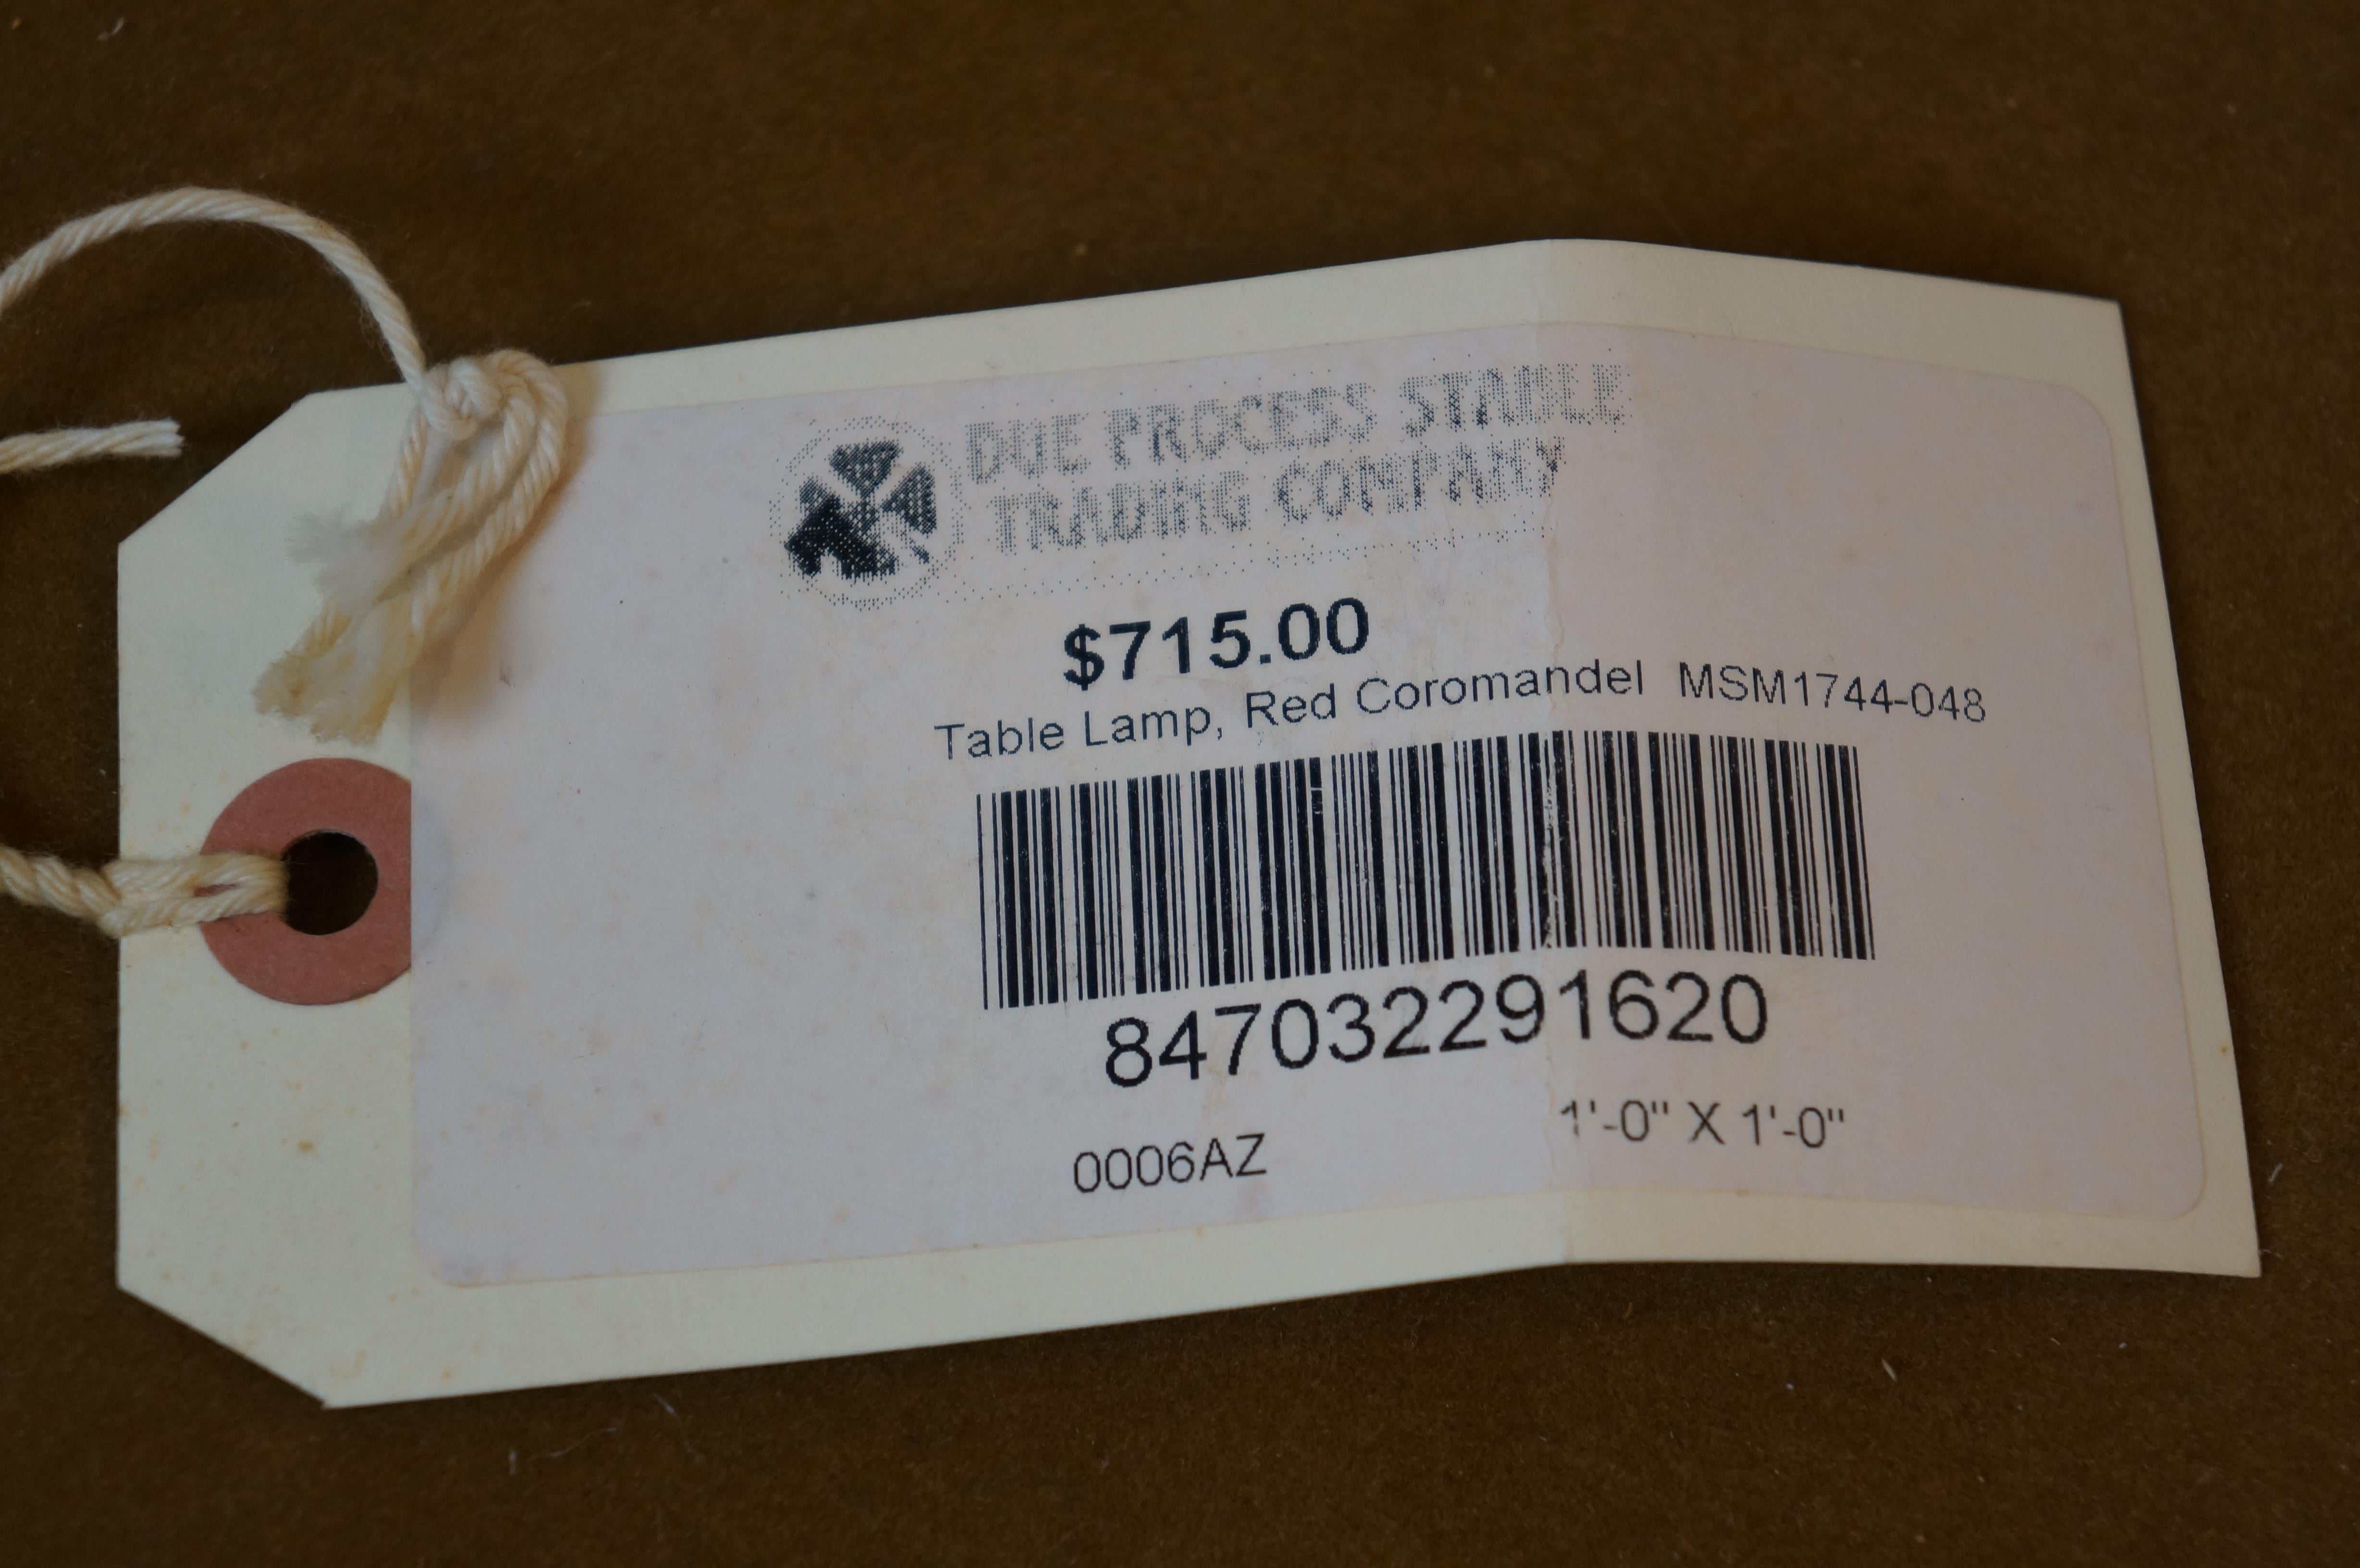 DUE PROCESS STABLE
TRADING COMPANY
$715.00
Table Lamp, Red Coromandel MSM1744-048
847032291620
0006AZ 1'-0" X 1'-0"